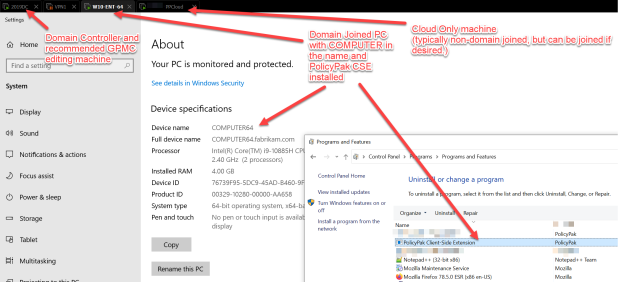 2019DC
VPN2
W10-ENT-64
PPCloud
Domain Controller and
recommended GPMC
editing machine
Domain Joined PC
with COMPUTER in
the name and
PolicyPak CSE
installed
Cloud Only machine
(typically non-domain joined, but can be joined if
desired.)
Settings
Home
Find a setting
System
Display
Sound
Notifications & actions
Focus assist
Power & sleep
Storage
Tablet
Multitasking
Projecting to this PC
About
Your PC is monitored and protected.
See details in Windows Security
Device specifications
Device name COMPUTER64
Full device name COMPUTER64.fabrikam.com
Processor Intel(R) Core(TM) i9-10885H CPU
2.40 GHz (2 processors)
Installed RAM 4.00 GB
Device ID 76739F95-5DC9-45AD-B460-9F
Product ID 00329-10280-00000-AA658
System type 64-bit operating system, x64-ba
Pen and touch No pen or touch input is availab
display
Copy
Rename this PC
Programs and Features
Control Panel Programs Programs and Features
Control Panel Home
View installed updates
Turn Windows features on or
off
Install a program from the
network
Uninstall or change a program
To uninstall a program, select it from the list and then click Uninstall, Change, or Repair.
Organize Uninstall Repair
Name Publisher
PolicyPak
PolicyPak Client-Side Extension PolicyPak
Notepad++ (32-bit x86) Notepad++ Team
Mozilla Maintenance Service Mozilla
Mozilla Firefox 78.5.0 ESR (x86 en-US) Mozilla